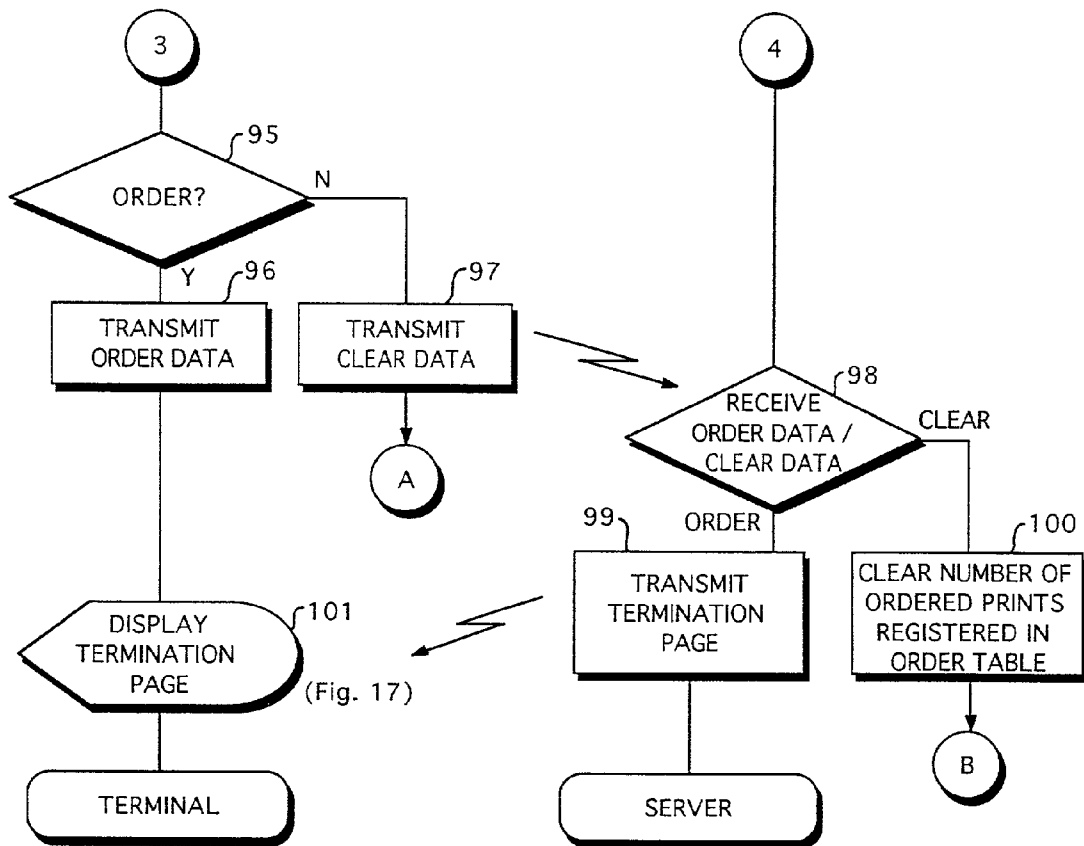 3
4
95
ORDER?
N
Y
96
TRANSMIT
ORDER DATA
97
TRANSMIT
CLEAR DATA
A
98
RECEIVE
ORDER DATA /
CLEAR DATA
CLEAR
ORDER
99
TRANSMIT
TERMINATION
PAGE
100
CLEAR NUMBER OF
ORDERED PRINTS
REGISTERED IN
ORDER TABLE
101
DISPLAY
TERMINATION
PAGE
(Fig. 17)
B
TERMINAL
SERVER